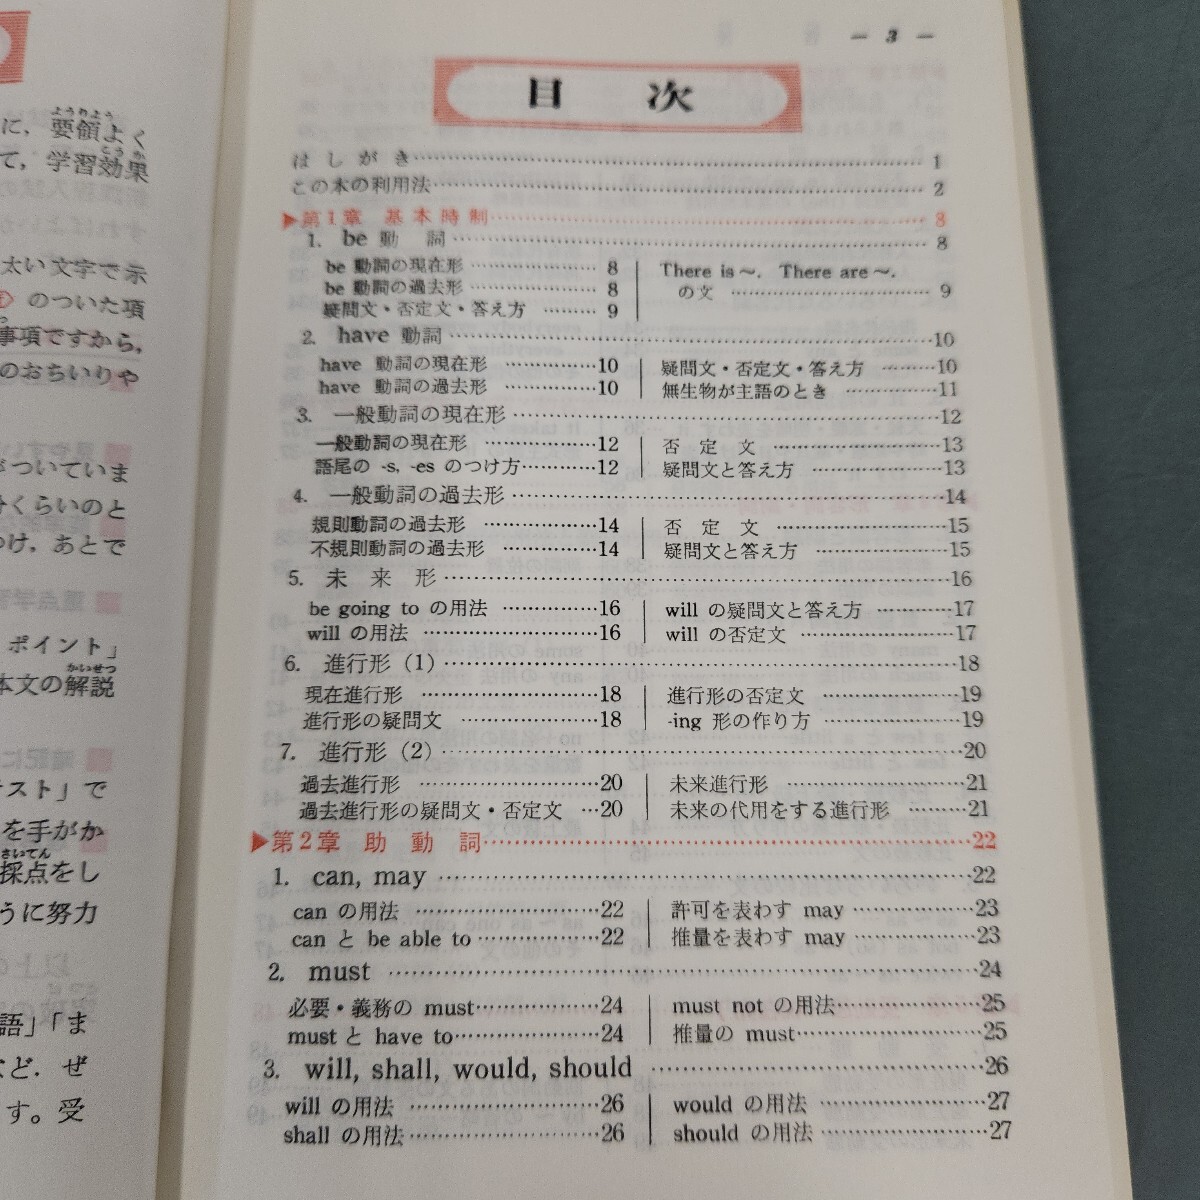 に，要領よく
て，学習効果
太い文字で示
のついた項
事項ですから，
のおちいりや
がついていま
くらいのと
つけ，あとで
ポイント」
かいせつ
本文の解説
テスト」で
を手がか
さいてん
採点をし
うに努力
語」「ま
など．ぜ
す。受
— 3 —
目次
はしがき……1
この本の利用法……2
▶第1章 基本時制……8
1. be 動 詞……8
be 動詞の現在形……8
be 動詞の過去形……8
疑問文・否定文・答え方……9
There is ～. There are ～.
の文……9
2. have 動詞……10
have 動詞の現在形……10
have 動詞の過去形……10
疑問文・否定文・答え方……10
無生物が主語のとき……11
3. 一般動詞の現在形……12
一般動詞の現在形……12
語尾の -s, -es のつけ方……12
否 定 文……13
疑問文と答え方……13
4. 一般動詞の過去形……14
規則動詞の過去形……14
不規則動詞の過去形……14
否 定 文……15
疑問文と答え方……15
5. 未 来 形……16
be going to の用法……16
will の用法……16
will の疑問文と答え方……17
will の否定文……17
6. 進行形（1）……18
現在進行形……18
進行形の疑問文……18
進行形の否定文……19
-ing 形の作り方……19
7. 進行形（2）……20
過去進行形……20
過去進行形の疑問文・否定文…20
未来進行形……21
未来の代用をする進行形……21
▶第2章 助 動 詞……22
1. can, may……22
can の用法……22
can と be able to……22
許可を表わす may……23
推量を表わす may……23
2. must……24
必要・義務の must……24
must と have to……24
must not の用法……25
推量の must……25
3. will, shall, would, should……26
will の用法……26
shall の用法……26
would の用法……27
should の用法……27